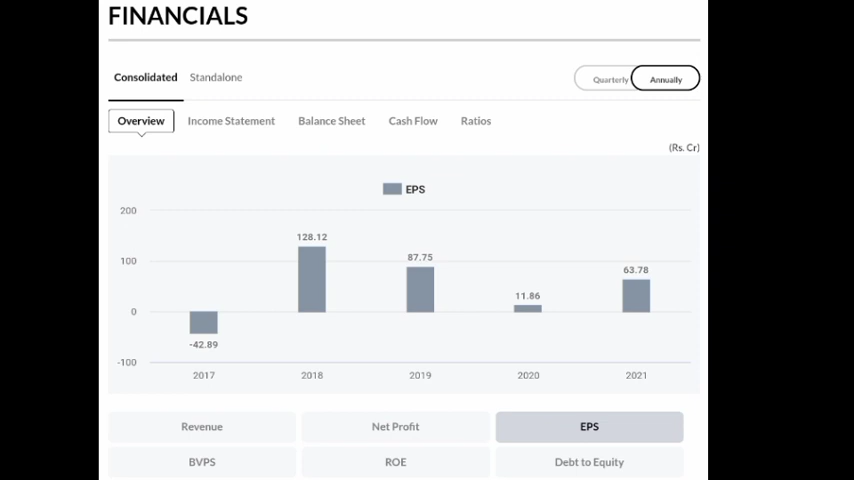 FINANCIALS
Consolidated Standalone Quarterly Annually
Overview Income Statement Balance Sheet Cash Flow Ratios
(Rs. Cr)
EPS
200
128.12
87.75
100
63.78
11.86
0
-42.89
-100
2017 2018 2019 2020 2021
Revenue Net Profit EPS
BVPS ROE Debt to Equity